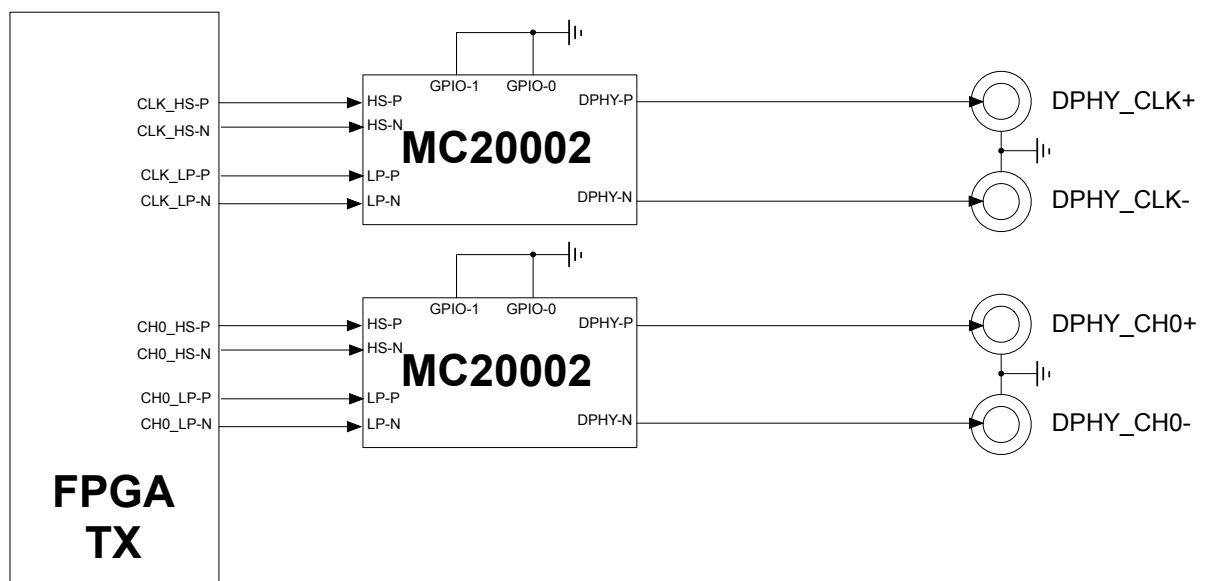 GPIO-1 GPIO-0
CLK_HS-P HS-P DPHY-P DPHY_CLK+
CLK_HS-N HS-N
MC20002
CLK_LP-P LP-P
CLK_LP-N LP-N DPHY-N DPHY_CLK-
GPIO-1 GPIO-0
CH0_HS-P HS-P DPHY-P DPHY_CH0+
CH0_HS-N HS-N
MC20002
CH0_LP-P LP-P
CH0_LP-N LP-N DPHY-N DPHY_CH0-
FPGA
TX